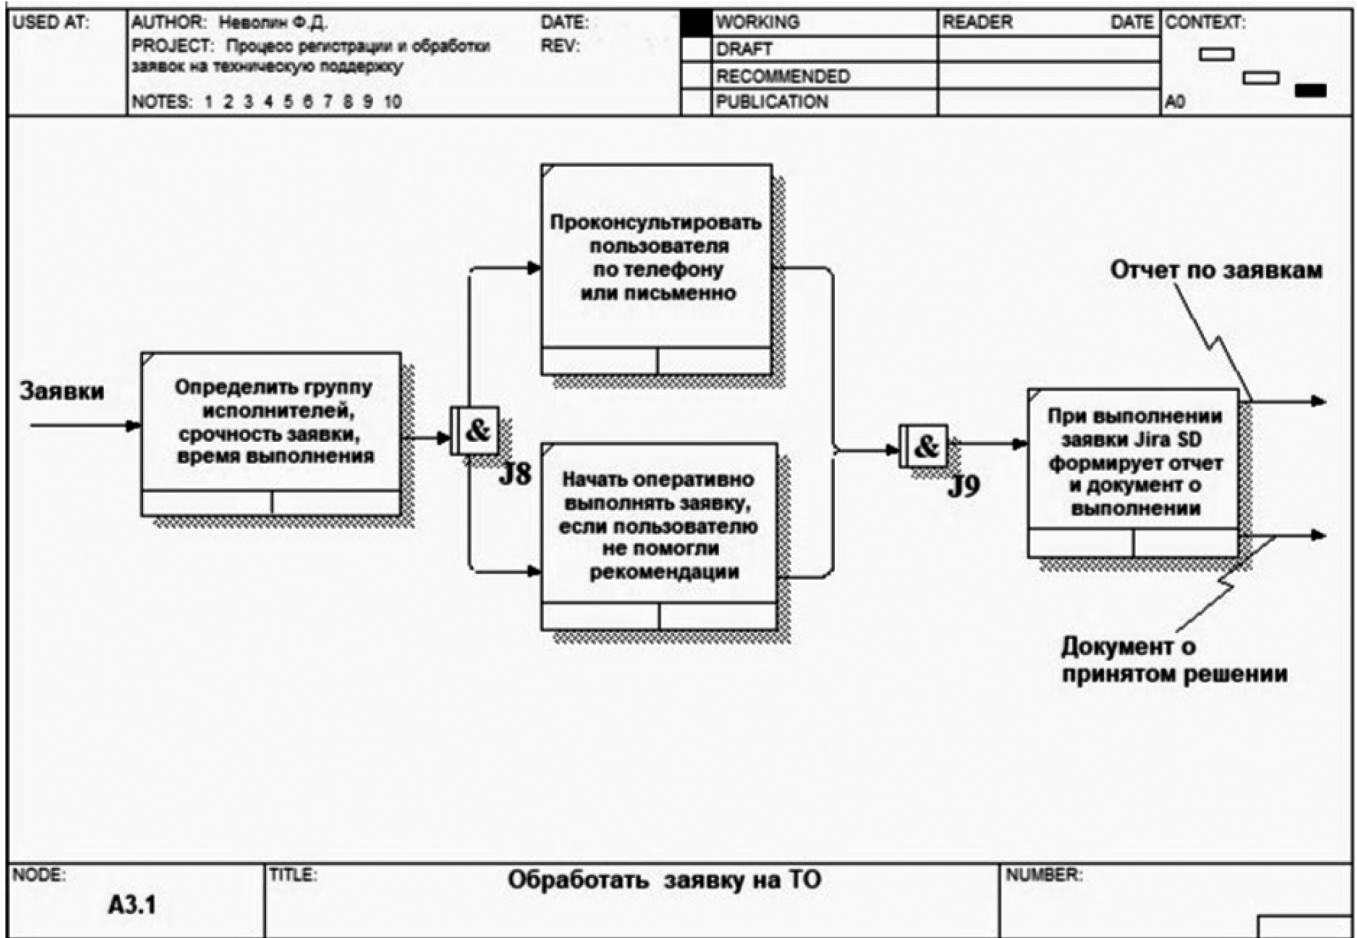 USED AT:
AUTHOR: Неволин Ф.Д.
DATE:
WORKING
READER
DATE
CONTEXT:
PROJECT: Процесс регистрации и обработки
REV:
DRAFT
заявок на техническую поддержку
RECOMMENDED
NOTES: 1 2 3 4 5 6 7 8 9 10
PUBLICATION
A0
Проконсультировать
пользователя
по телефону
или письменно
Отчет по заявкам
Заявки
Определить группу
исполнителей,
срочность заявки,
время выполнения
&
J8
Начать оперативно
выполнять заявку,
если пользователю
не помогли
рекомендации
&
J9
При выполнении
заявки Jira SD
формирует отчет
и документ о
выполнении
Документ о
принятом решении
NODE:
A3.1
TITLE:
Обработать заявку на ТО
NUMBER: